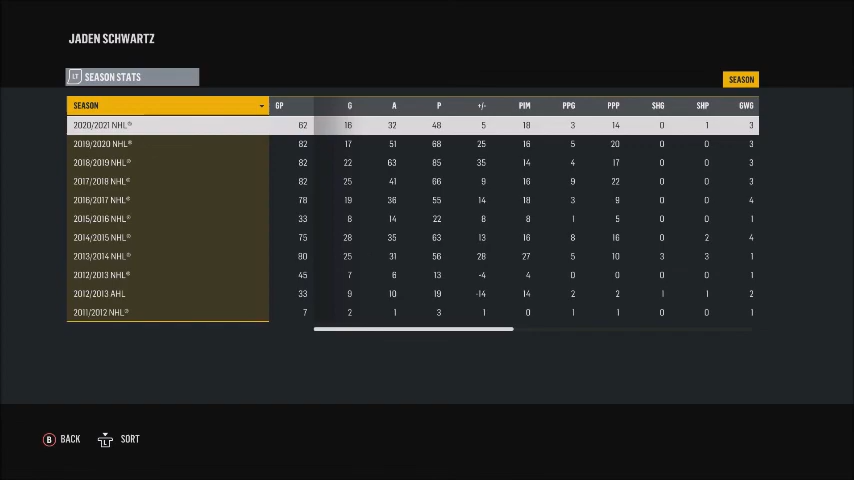 JADEN SCHWARTZ
LT SEASON STATS
SEASON
SEASON GP G A P +/- PIM PPG PPP SHG SHP GWG
2020/2021 NHL® 62 16 32 48 5 18 3 14 0 1 3
2019/2020 NHL® 82 17 51 68 25 16 5 20 0 0 3
2018/2019 NHL® 82 22 63 85 35 16 4 17 0 0 3
2017/2018 NHL® 82 25 41 66 9 16 9 22 0 0 3
2016/2017 NHL® 78 19 36 55 14 18 3 9 0 0 4
2015/2016 NHL® 33 8 14 22 8 8 1 5 0 0 1
2014/2015 NHL® 75 28 35 63 13 16 8 16 0 2 4
2013/2014 NHL® 80 25 31 56 28 27 5 10 3 3 1
2012/2013 NHL® 45 7 6 13 -4 4 0 0 0 0 1
2012/2013 AHL 33 9 10 19 -14 14 2 2 1 1 2
2011/2012 NHL® 7 2 1 3 1 0 1 1 0 0 1
B BACK L SORT